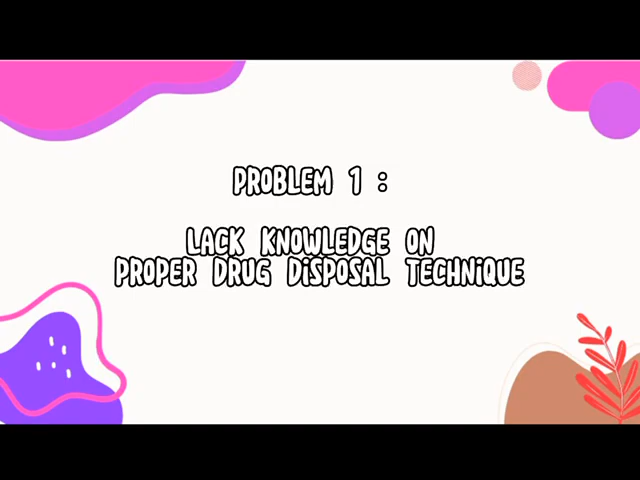 PROBLEM 1 :
LACK KNOWLEDGE ON
PROPER DRUG DISPOSAL TECHNIQUE